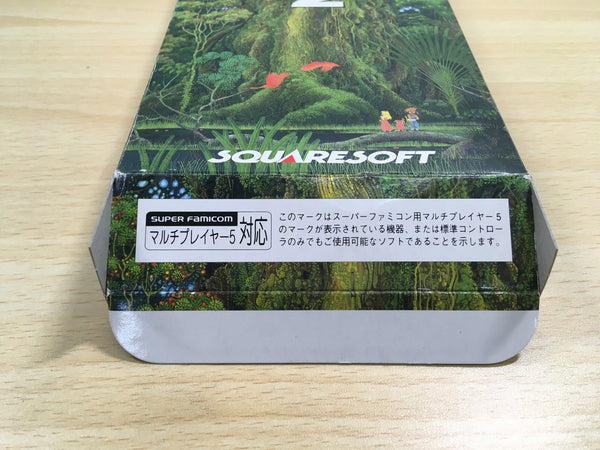 2
SQUARESOFT
SUPER FAMICOM
マルチプレイヤー5
対応
このマークはスーパーファミコン用マルチプレイヤー5
のマークが表示されている機器、または標準コントロー
ラのみでもご使用可能なソフトであることを示します。